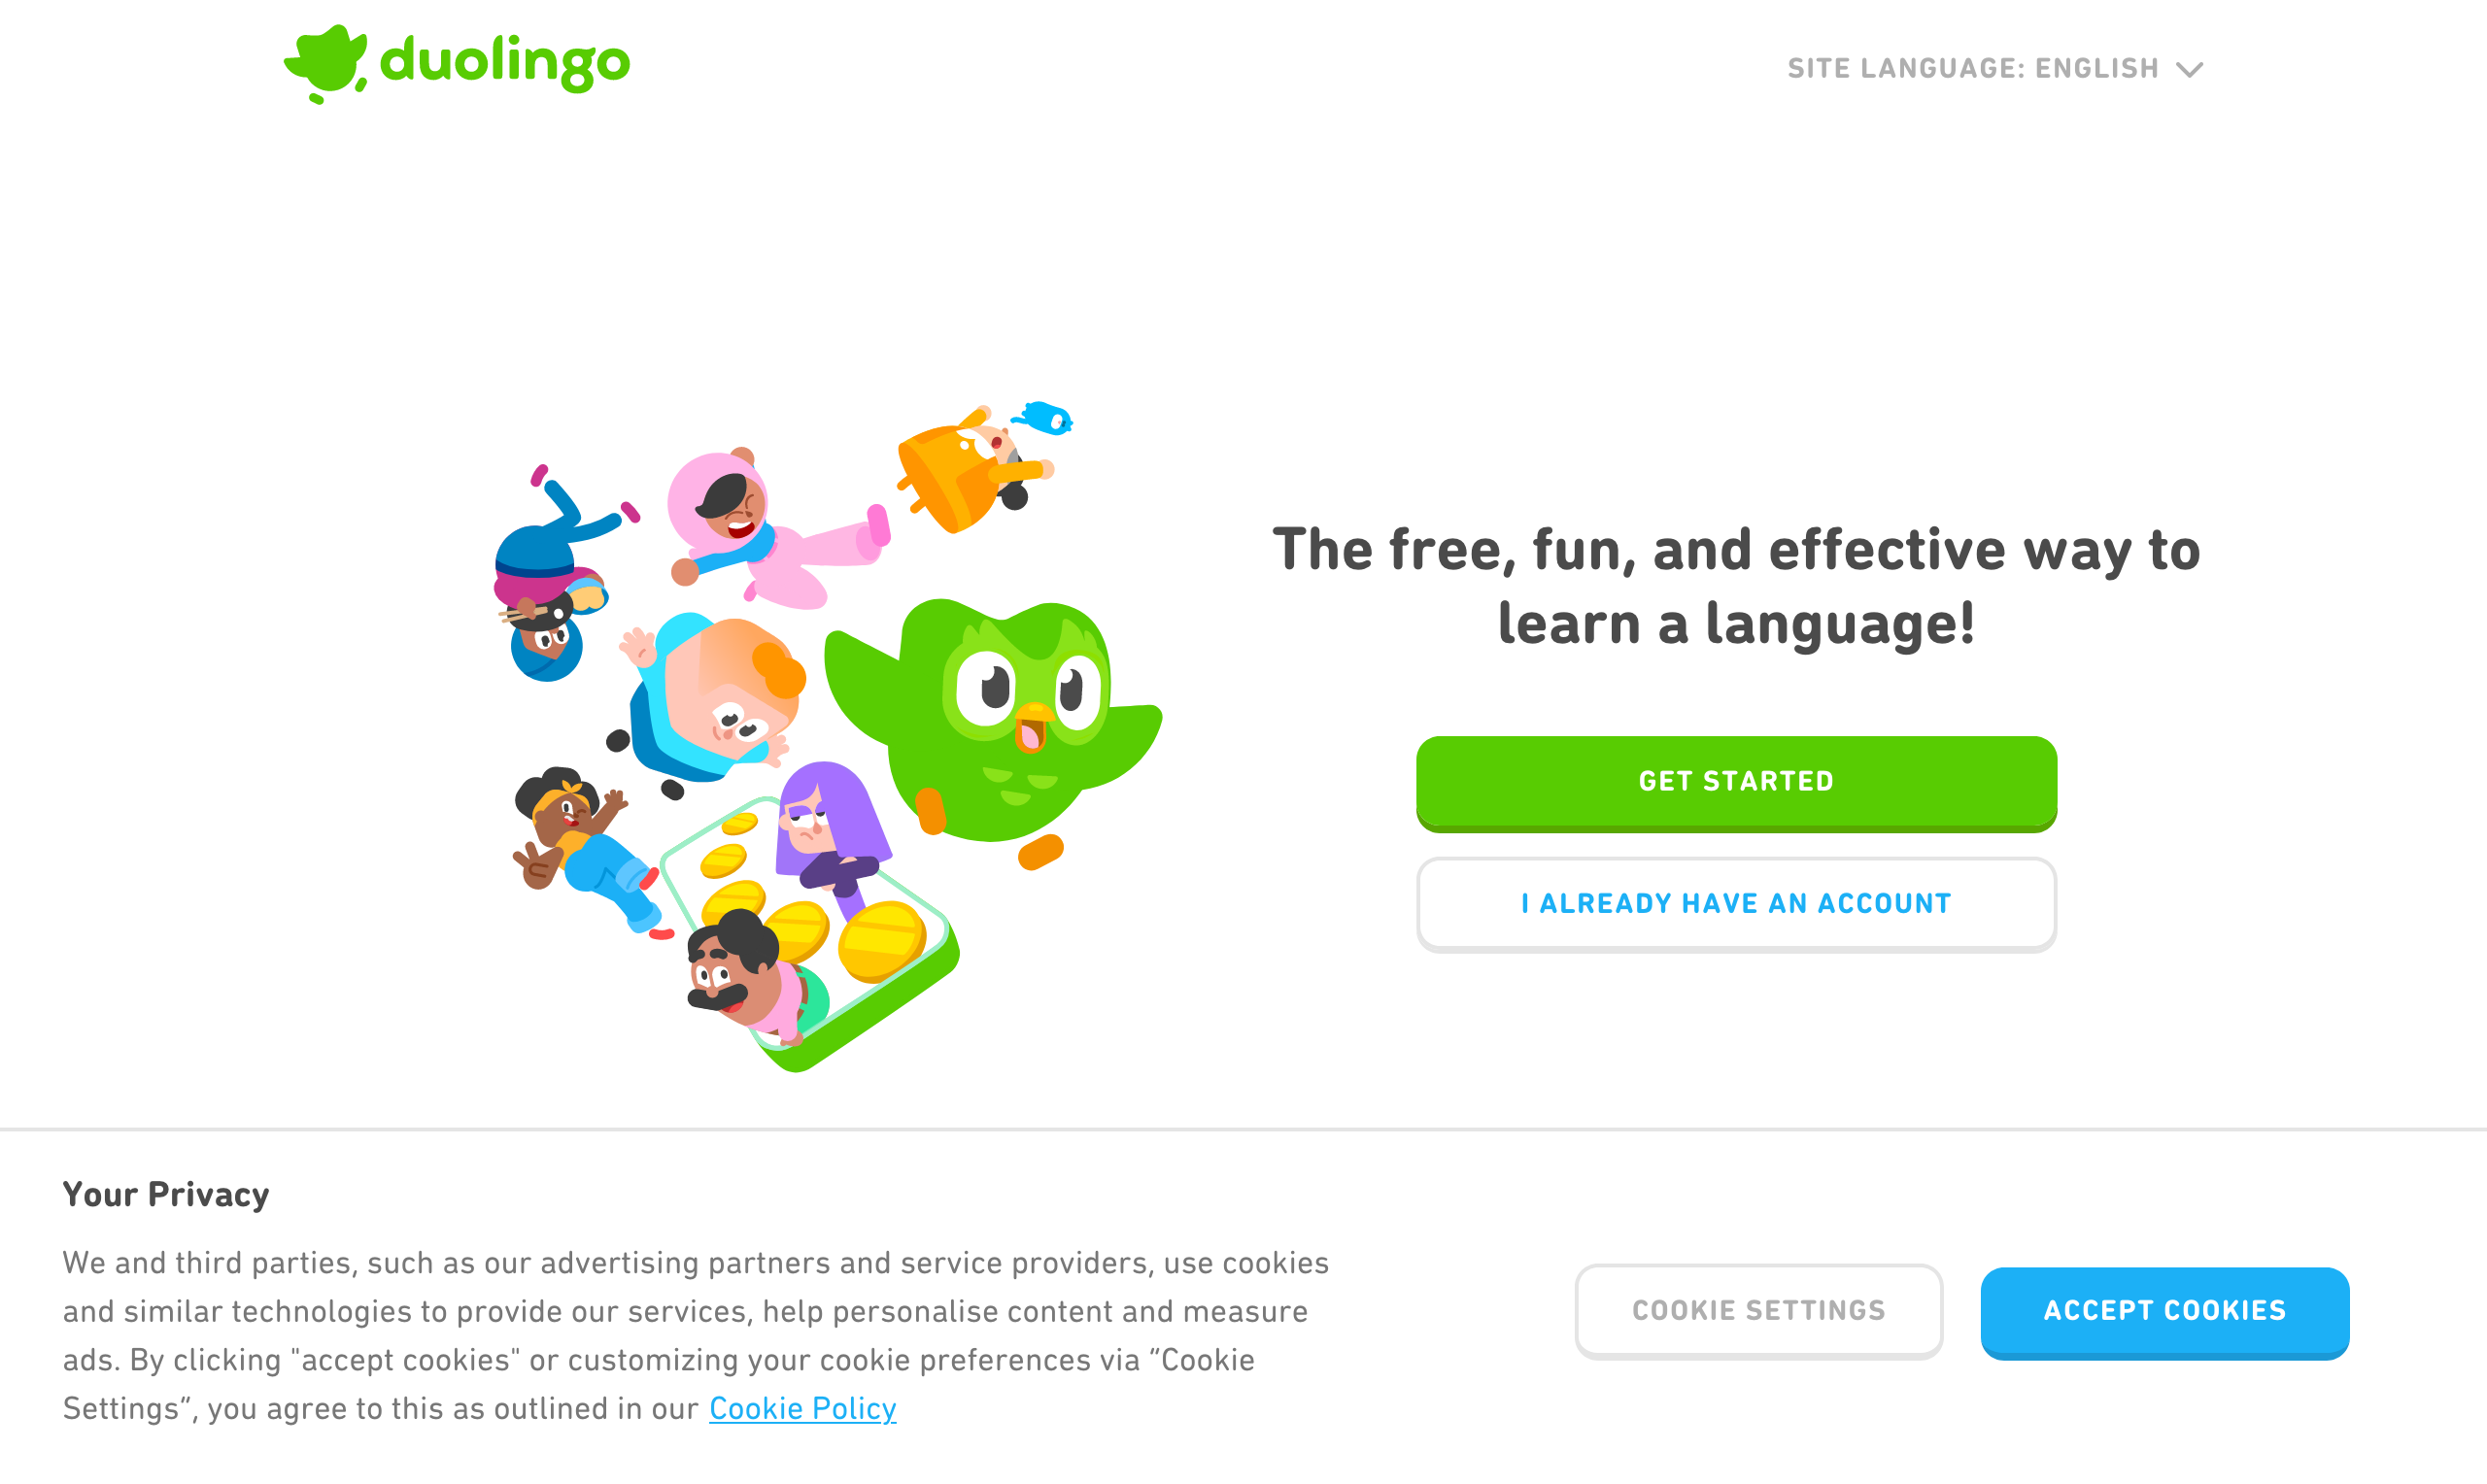 duolingo
SITE LANGUAGE: ENGLISH
The free, fun, and effective way to
learn a language!
GET STARTED
I ALREADY HAVE AN ACCOUNT
Your Privacy
We and third parties, such as our advertising partners and service providers, use cookies
and similar technologies to provide our services, help personalise content and measure
ads. By clicking "accept cookies" or customizing your cookie preferences via “Cookie
Settings”, you agree to this as outlined in our Cookie Policy
COOKIE SETTINGS
ACCEPT COOKIES